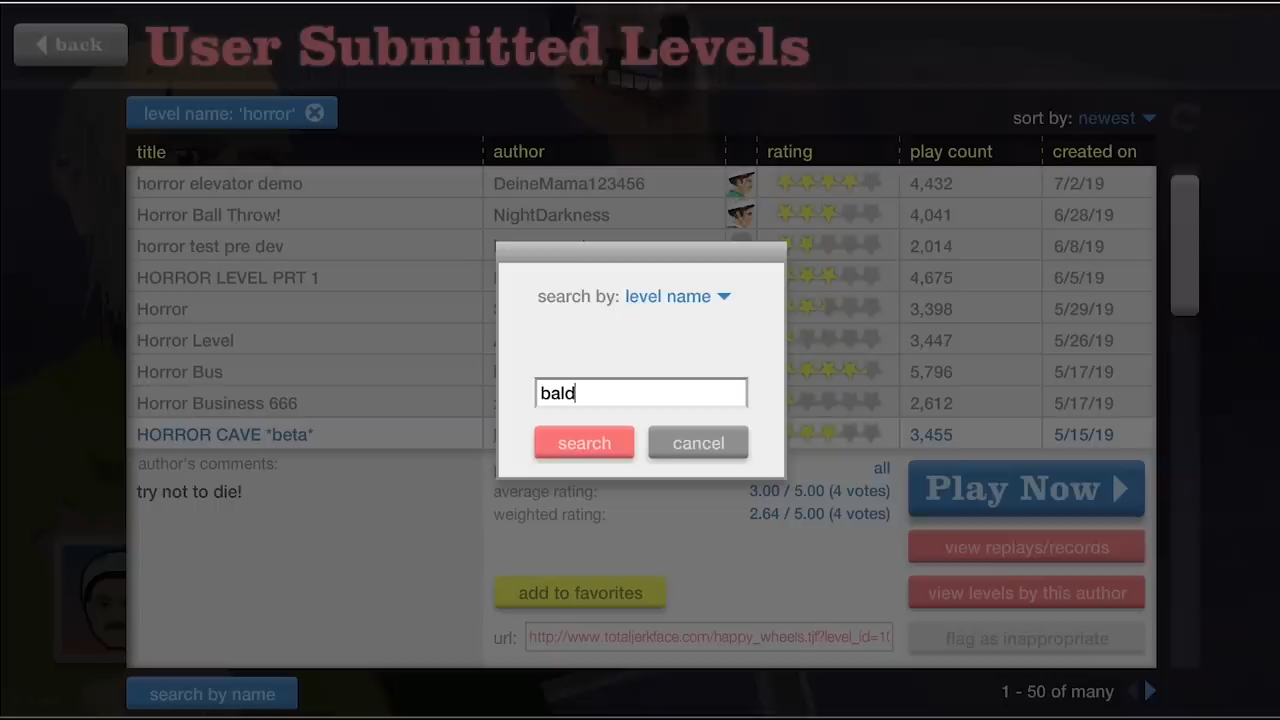 back
User Submitted Levels
level name: 'horror'
sort by: newest
title author rating play count created on
horror elevator demo DeineMama123456 4,432 7/2/19
Horror Ball Throw! NightDarkness 4,041 6/28/19
horror test pre dev 2,014 6/8/19
HORROR LEVEL PRT 1 4,675 6/5/19
Horror 3,398 5/29/19
Horror Level 3,447 5/26/19
Horror Bus 5,796 5/17/19
Horror Business 666 2,612 5/17/19
HORROR CAVE *beta* 3,455 5/15/19
search by: level name
bald
search cancel
author's comments:
try not to die!
all
average rating: 3.00 / 5.00 (4 votes)
weighted rating: 2.64 / 5.00 (4 votes)
Play Now
view replays/records
add to favorites
view levels by this author
url: http://www.totaljerkface.com/happy_wheels.tjf?level_id=1
flag as inappropriate
search by name
1 - 50 of many